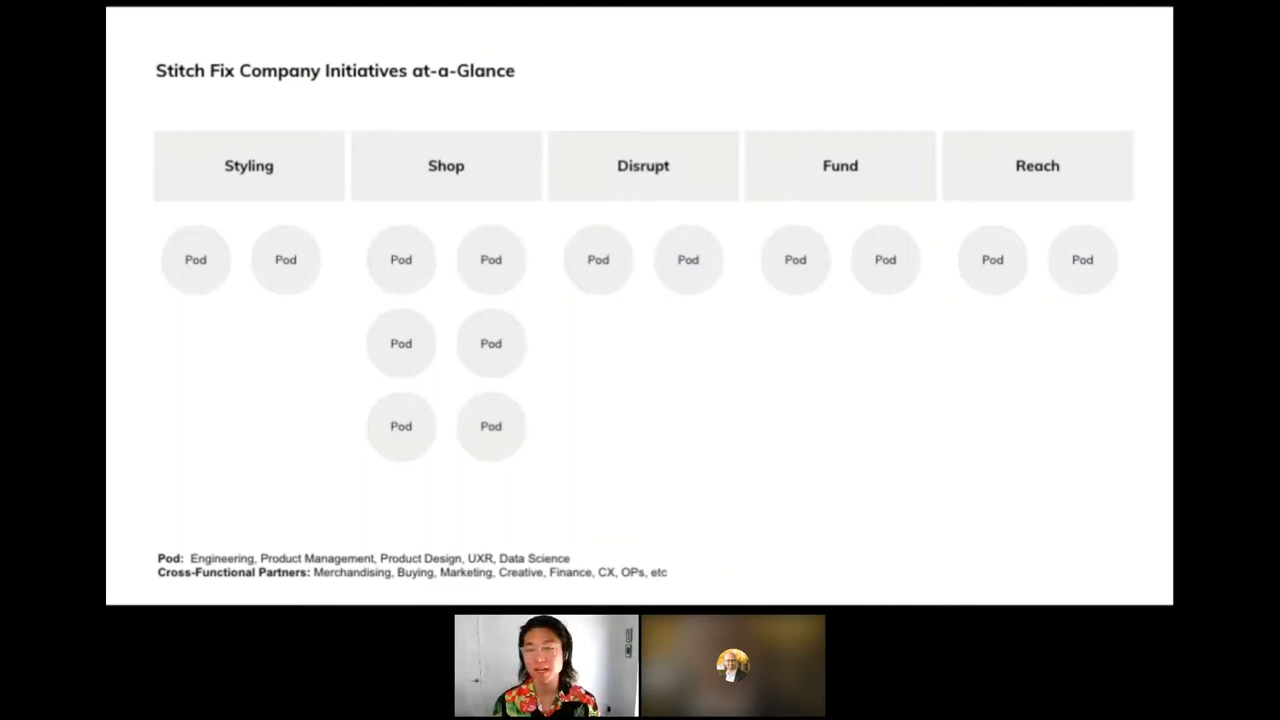 Stitch Fix Company Initiatives at-a-Glance
Styling Shop Disrupt Fund Reach
Pod Pod Pod Pod Pod Pod Pod Pod Pod Pod
Pod Pod
Pod Pod
Pod: Engineering, Product Management, Product Design, UXR, Data Science
Cross-Functional Partners: Merchandising, Buying, Marketing, Creative, Finance, CX, OPs, etc